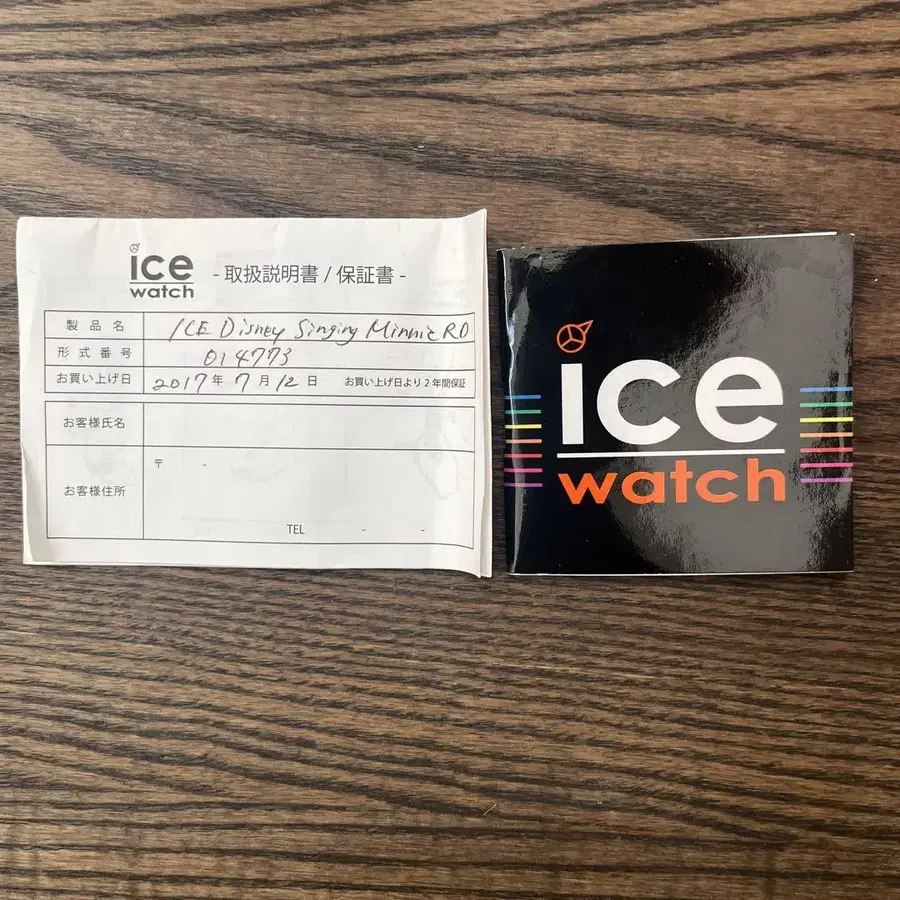 ice
watch
- 取扱説明書 / 保証書 -
製品名 ICE Disney Singing Minnie RD
形式番号 014773
お買い上げ日 2017年 7月 12日 お買い上げ日より2年間保証
お客様氏名
お客様住所 〒 -
TEL - -
ice
watch